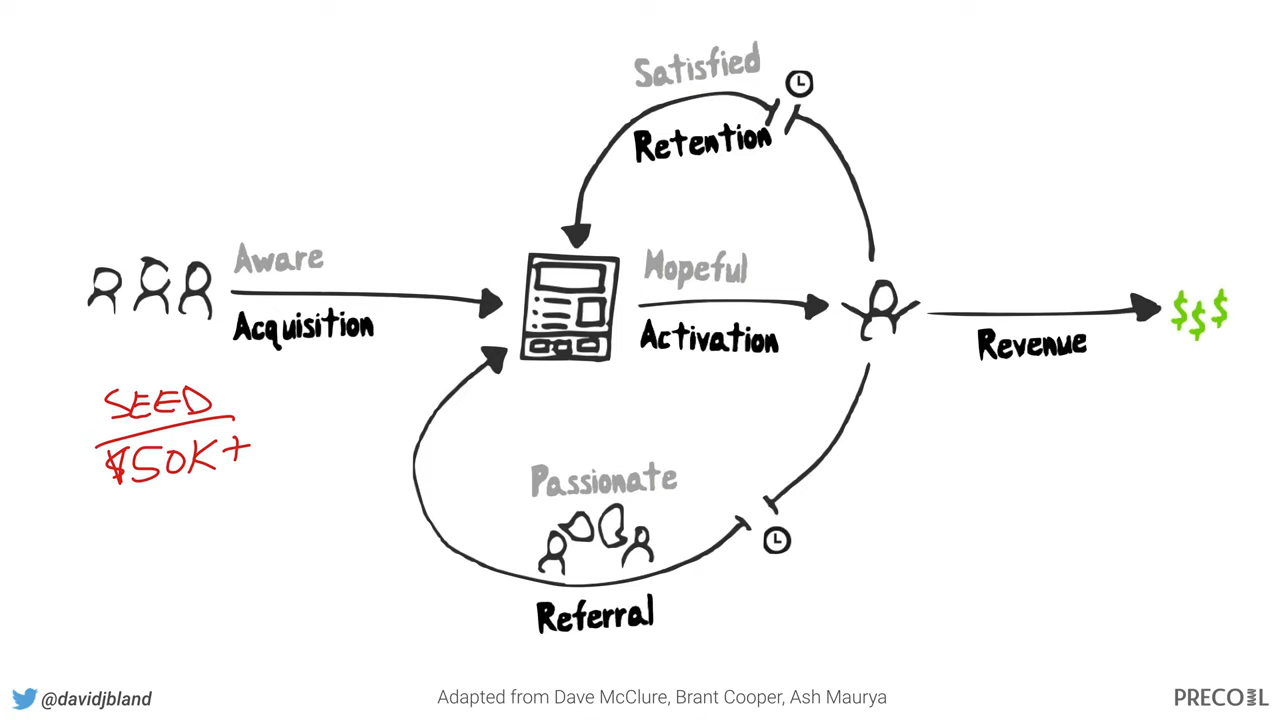 Satisfied
Retention
Aware
Acquisition
Hopeful
Activation
Revenue
$$$
SEED
$50K+
Passionate
Referral
@davidjbland
Adapted from Dave McClure, Brant Cooper, Ash Maurya
PRECOIL